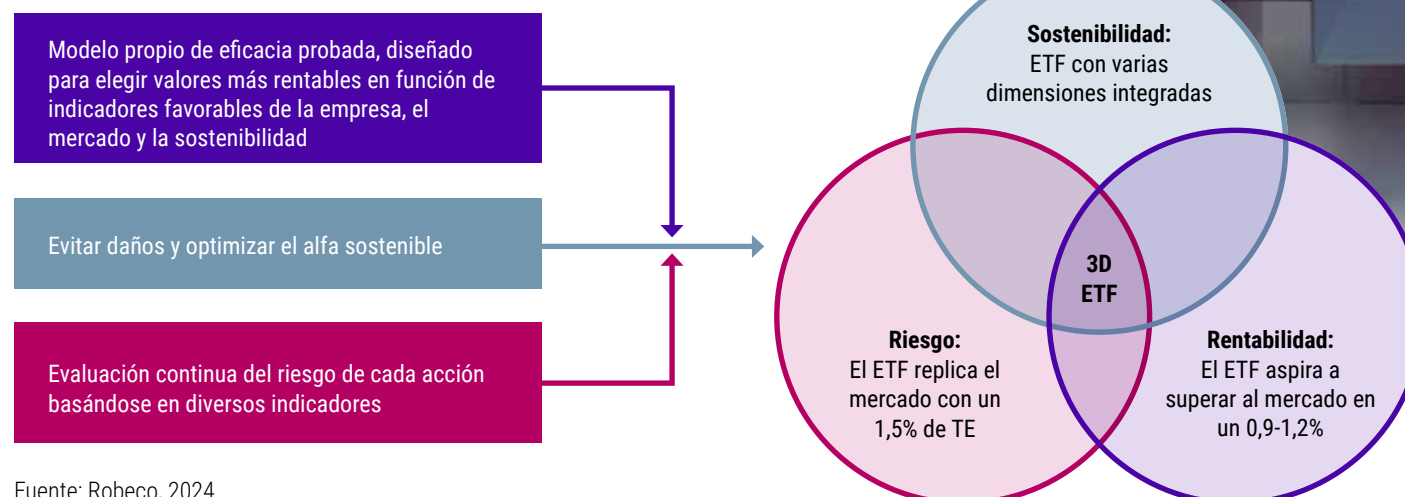 Modelo propio de eficacia probada, diseñado
para elegir valores más rentables en función de
indicadores favorables de la empresa, el
mercado y la sostenibilidad
Evitar daños y optimizar el alfa sostenible
Evaluación continua del riesgo de cada acción
basándose en diversos indicadores
Sostenibilidad:
ETF con varias
dimensiones integradas
3D
ETF
Riesgo:
El ETF replica el
mercado con un
1,5% de TE
Rentabilidad:
El ETF aspira a
superar al mercado en
un 0,9-1,2%
Fuente: Robeco, 2024